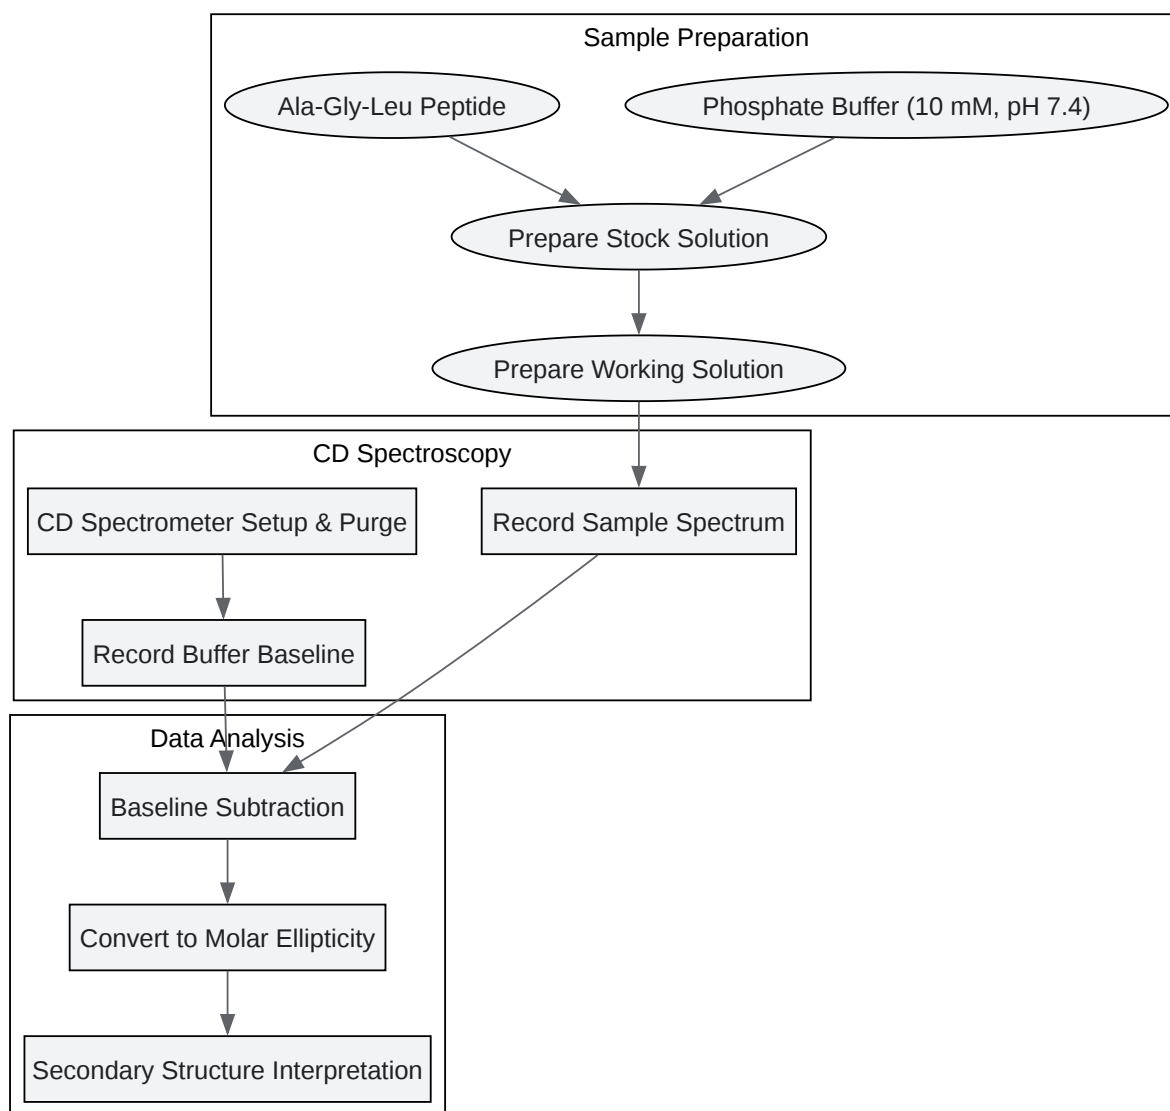 Sample Preparation
Ala-Gly-Leu Peptide
Phosphate Buffer (10 mM, pH 7.4)
Prepare Stock Solution
Prepare Working Solution
CD Spectroscopy
CD Spectrometer Setup & Purge
Record Sample Spectrum
Record Buffer Baseline
Data Analysis
Baseline Subtraction
Convert to Molar Ellipticity
Secondary Structure Interpretation